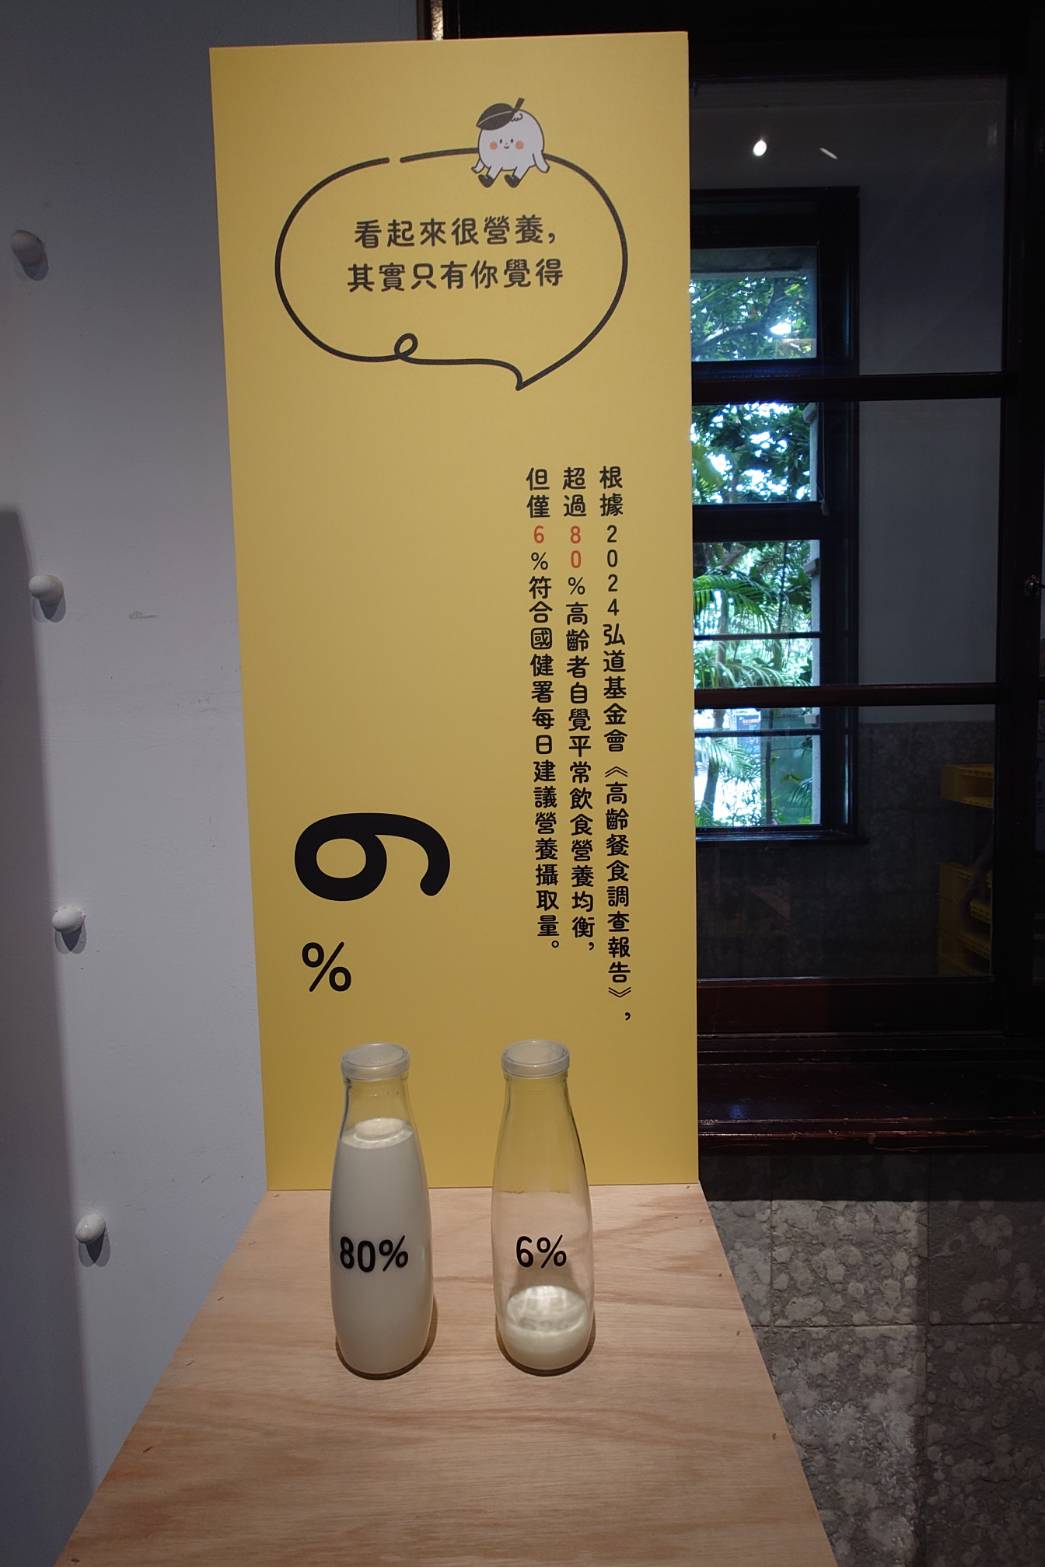 看起來很營養，
其實只有你覺得
根據2024弘道基金會《高齡餐食調查報告》，
超過80%高齡者自覺平常飲食營養均衡，
但僅6%符合國健署每日建議營養攝取量。
6
%
80%
6%